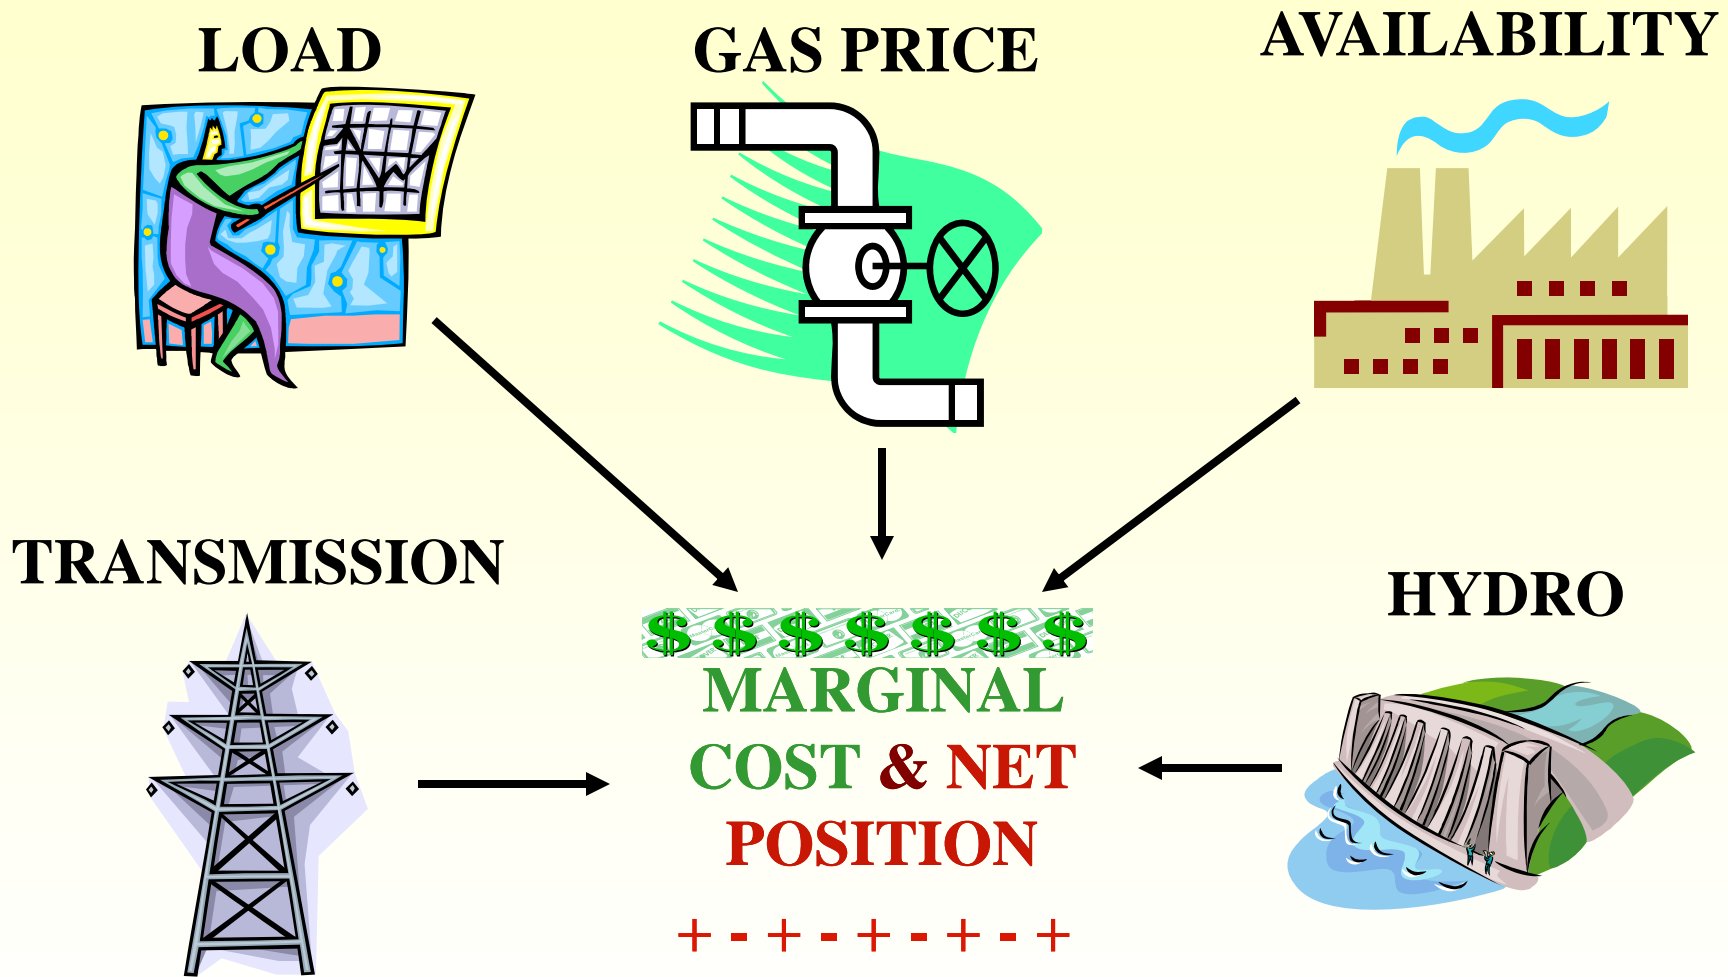 LOAD
GAS PRICE
AVAILABILITY
TRANSMISSION
HYDRO
$ $ $ $ $ $ $
MARGINAL
COST & NET
POSITION
+ - + - + - + - +